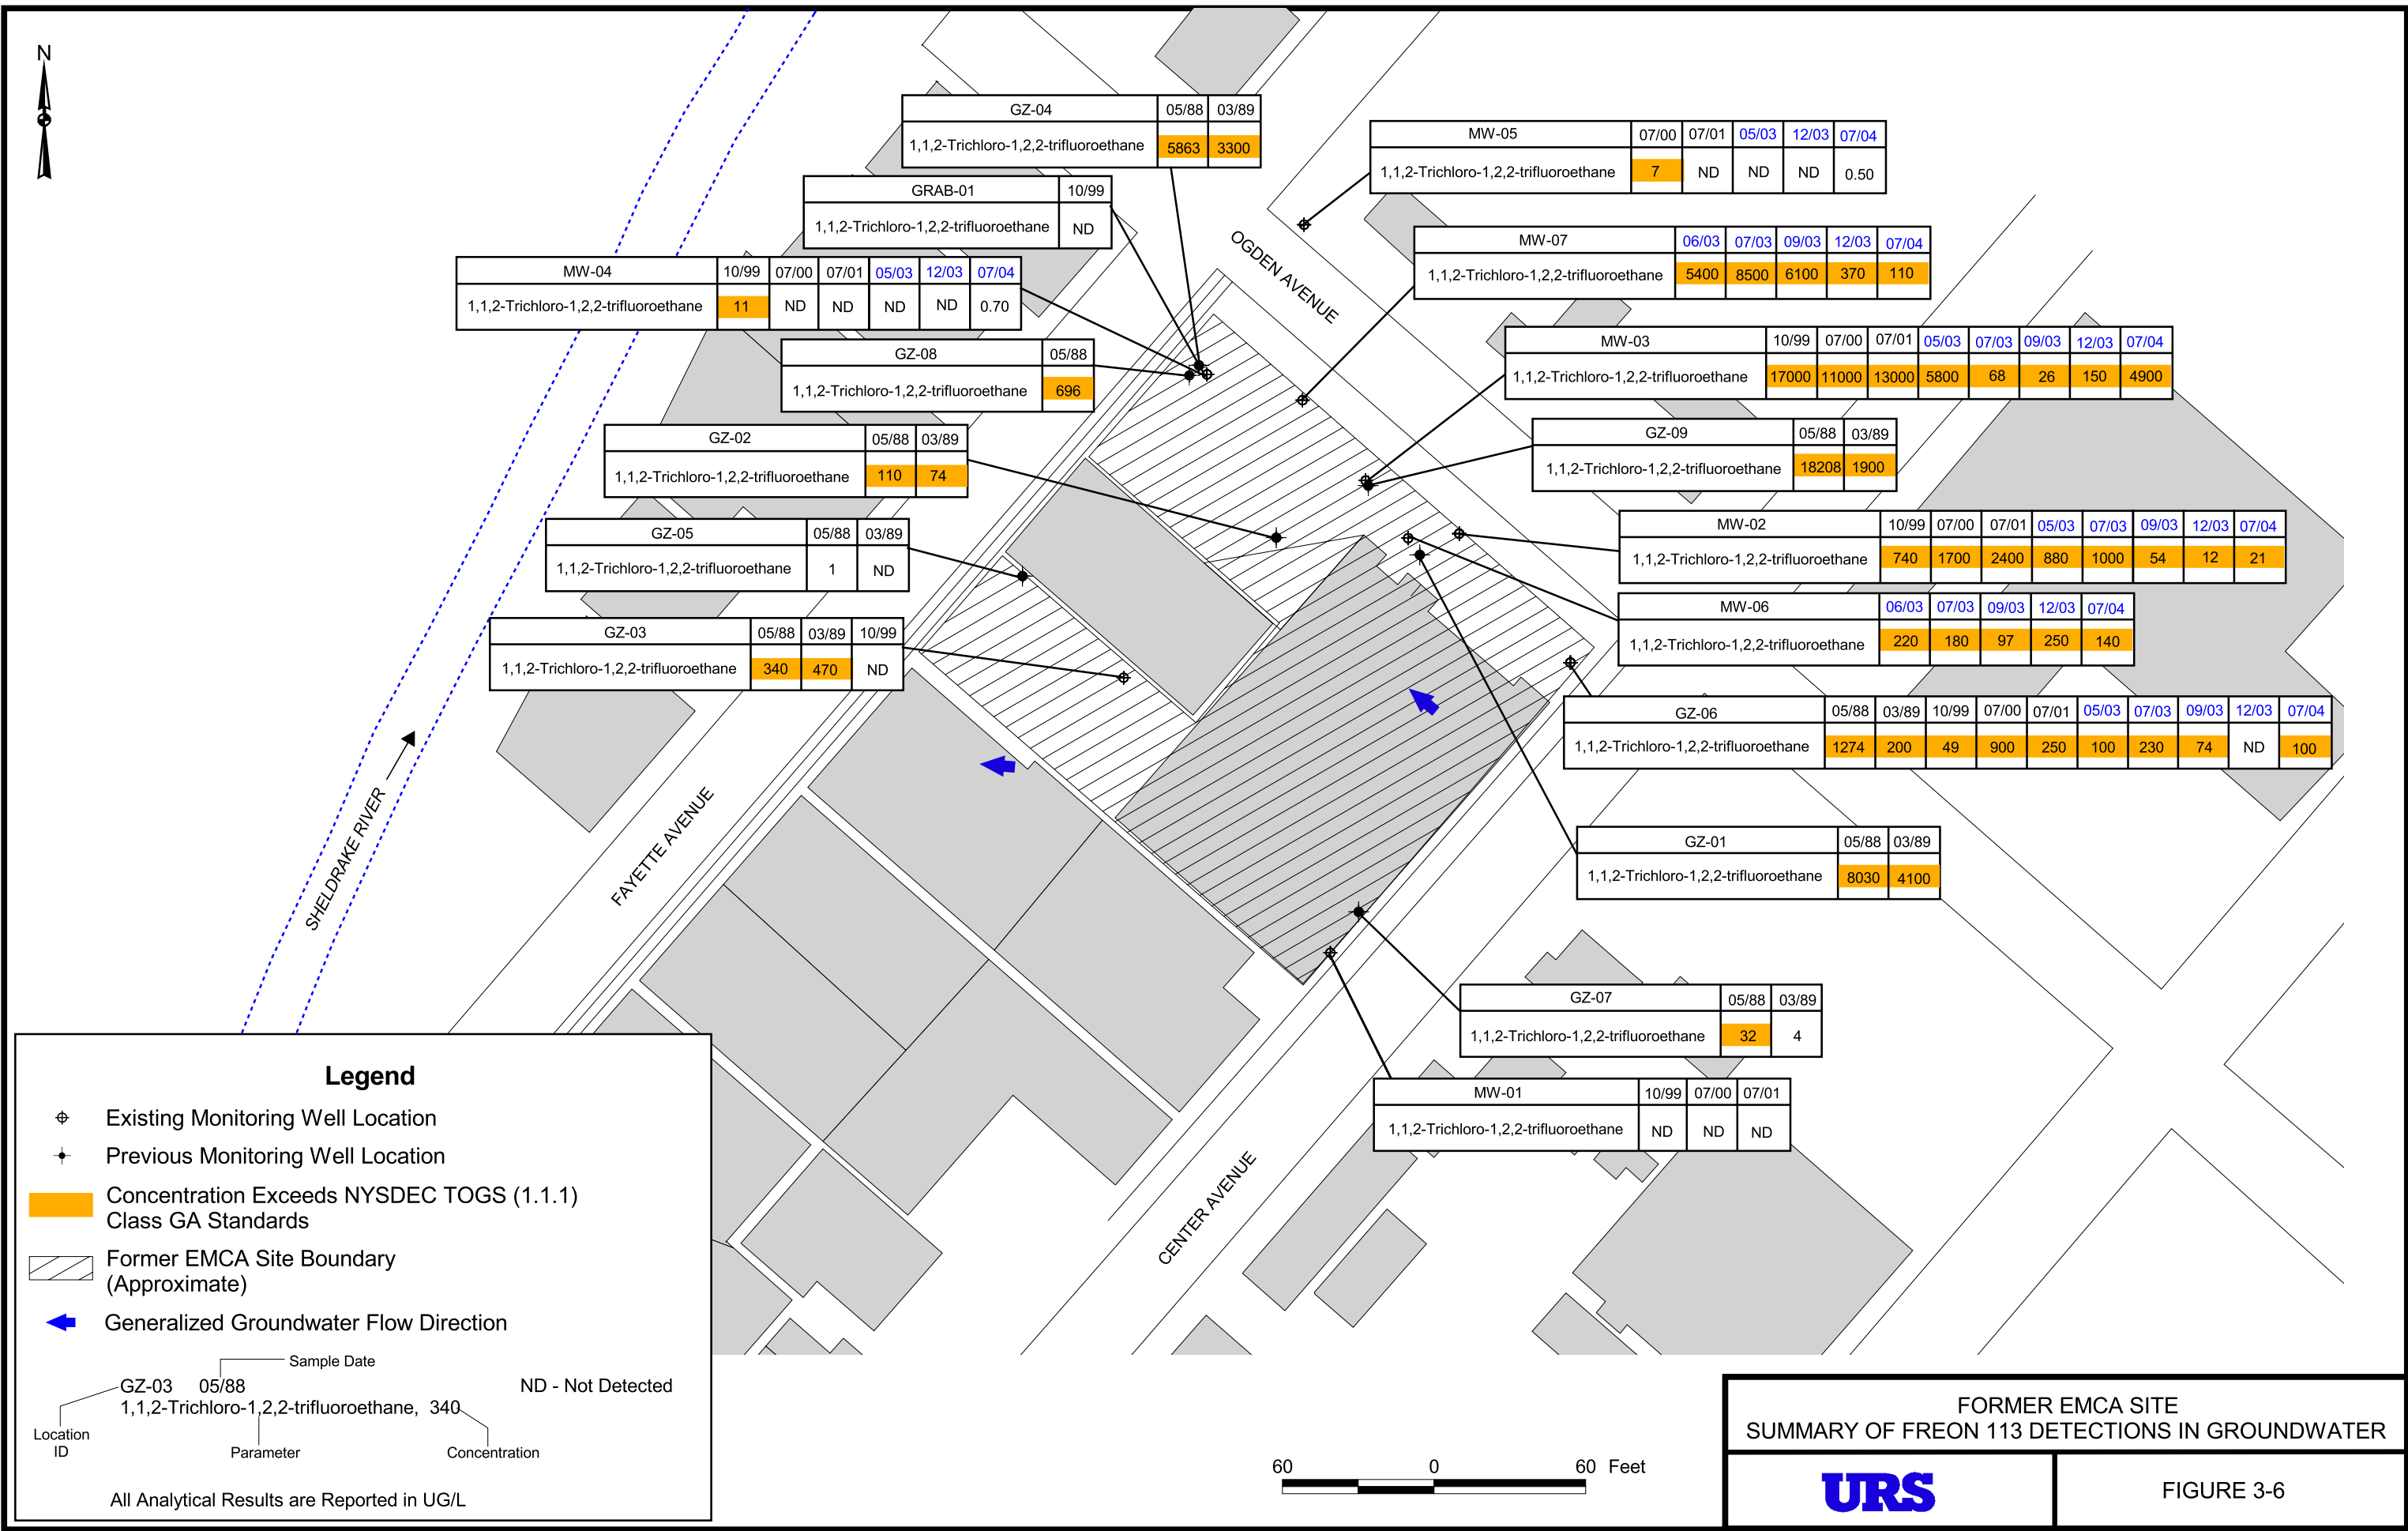 N
GZ-04 05/88 03/89
1,1,2-Trichloro-1,2,2-trifluoroethane 5863 3300
MW-05 07/00 07/01 05/03 12/03 07/04
1,1,2-Trichloro-1,2,2-trifluoroethane 7 ND ND ND 0.50
GRAB-01 10/99
1,1,2-Trichloro-1,2,2-trifluoroethane ND
OGDEN AVENUE
MW-07 06/03 07/03 09/03 12/03 07/04
1,1,2-Trichloro-1,2,2-trifluoroethane 5400 8500 6100 370 110
MW-04 10/99 07/00 07/01 05/03 12/03 07/04
1,1,2-Trichloro-1,2,2-trifluoroethane 11 ND ND ND ND 0.70
MW-03 10/99 07/00 07/01 05/03 07/03 09/03 12/03 07/04
1,1,2-Trichloro-1,2,2-trifluoroethane 17000 11000 13000 5800 68 26 150 4900
GZ-08 05/88
1,1,2-Trichloro-1,2,2-trifluoroethane 696
GZ-09 05/88 03/89
1,1,2-Trichloro-1,2,2-trifluoroethane 18208 1900
GZ-02 05/88 03/89
1,1,2-Trichloro-1,2,2-trifluoroethane 110 74
MW-02 10/99 07/00 07/01 05/03 07/03 09/03 12/03 07/04
1,1,2-Trichloro-1,2,2-trifluoroethane 740 1700 2400 880 1000 54 12 21
GZ-05 05/88 03/89
1,1,2-Trichloro-1,2,2-trifluoroethane 1 ND
MW-06 06/03 07/03 09/03 12/03 07/04
1,1,2-Trichloro-1,2,2-trifluoroethane 220 180 97 250 140
GZ-03 05/88 03/89 10/99
1,1,2-Trichloro-1,2,2-trifluoroethane 340 470 ND
GZ-06 05/88 03/89 10/99 07/00 07/01 05/03 07/03 09/03 12/03 07/04
1,1,2-Trichloro-1,2,2-trifluoroethane 1274 200 49 900 250 100 230 74 ND 100
SHELDRAKE RIVER
FAYETTE AVENUE
GZ-01 05/88 03/89
1,1,2-Trichloro-1,2,2-trifluoroethane 8030 4100
GZ-07 05/88 03/89
1,1,2-Trichloro-1,2,2-trifluoroethane 32 4
MW-01 10/99 07/00 07/01
1,1,2-Trichloro-1,2,2-trifluoroethane ND ND ND
CENTER AVENUE
Legend
Existing Monitoring Well Location
Previous Monitoring Well Location
Concentration Exceeds NYSDEC TOGS (1.1.1)
Class GA Standards
Former EMCA Site Boundary
(Approximate)
Generalized Groundwater Flow Direction
Sample Date
GZ-03 05/88
ND - Not Detected
1,1,2-Trichloro-1,2,2-trifluoroethane, 340
Location
ID
Parameter
Concentration
All Analytical Results are Reported in UG/L
60 0 60 Feet
FORMER EMCA SITE
SUMMARY OF FREON 113 DETECTIONS IN GROUNDWATER
URS
FIGURE 3-6